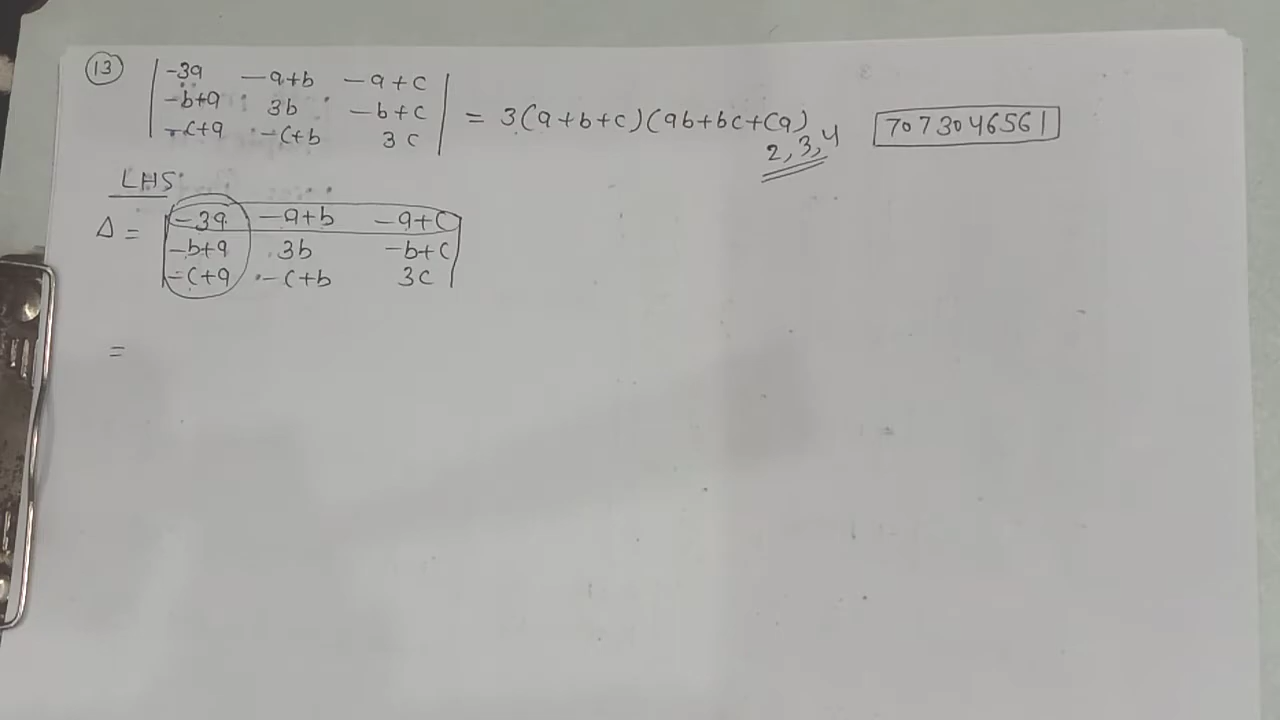 13 | -3a -a+b -a+c |
| -b+a 3b -b+c | = 3(a+b+c)(ab+bc+ca) 7073046561
| -c+a -c+b 3c | 2,3,4
LHS
Δ = | -3a -a+b -a+c |
| -b+a 3b -b+c |
| -c+a -c+b 3c |
=